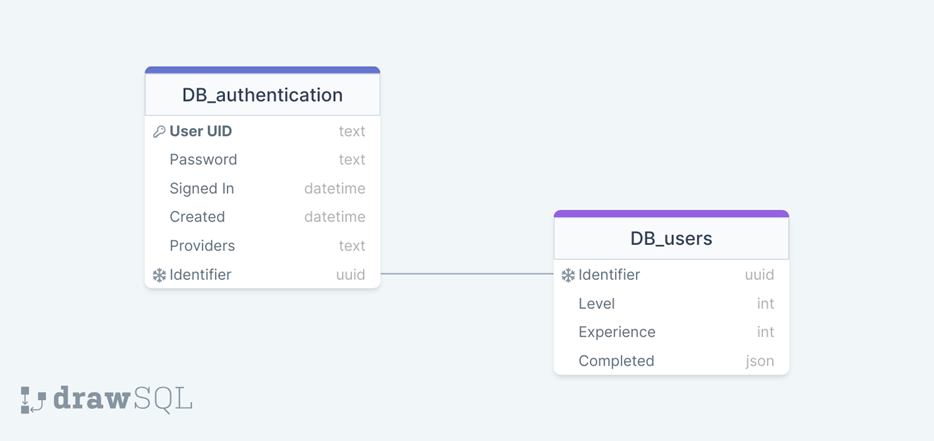 DB_authentication
User UID text
Password text
Signed In datetime
Created datetime
Providers text
Identifier uuid
DB_users
Identifier uuid
Level int
Experience int
Completed json
drawSQL